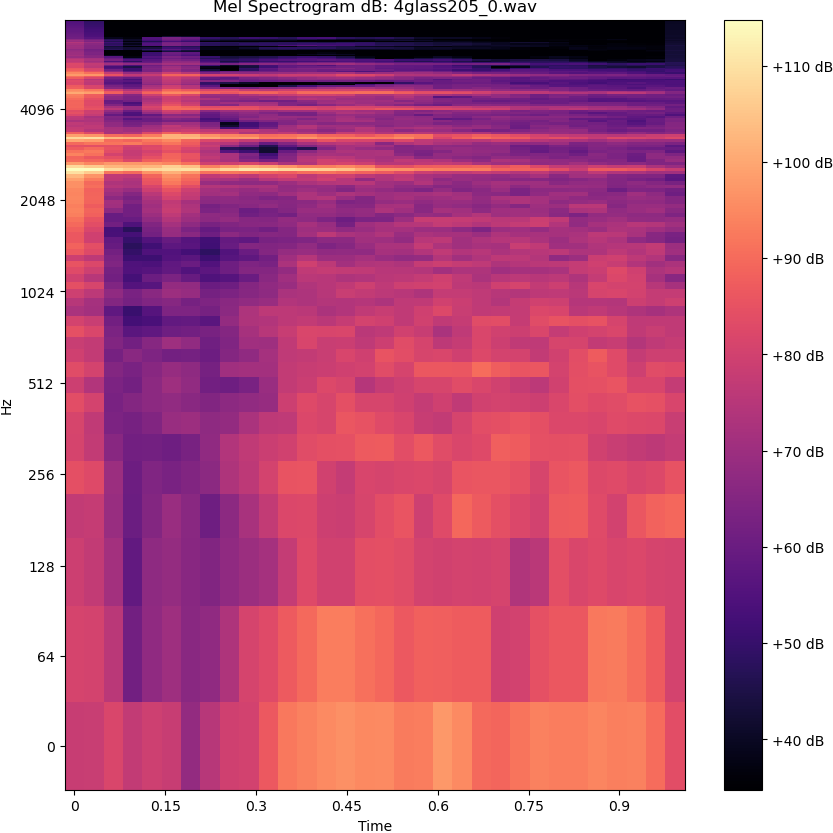 Mel Spectrogram dB: 4glass205_0.wav
+110 dB
4096
+100 dB
2048
+90 dB
1024
+80 dB
512
Hz
+70 dB
256
+60 dB
128
+50 dB
64
+40 dB
0
0 0.15 0.3 0.45 0.6 0.75 0.9
Time